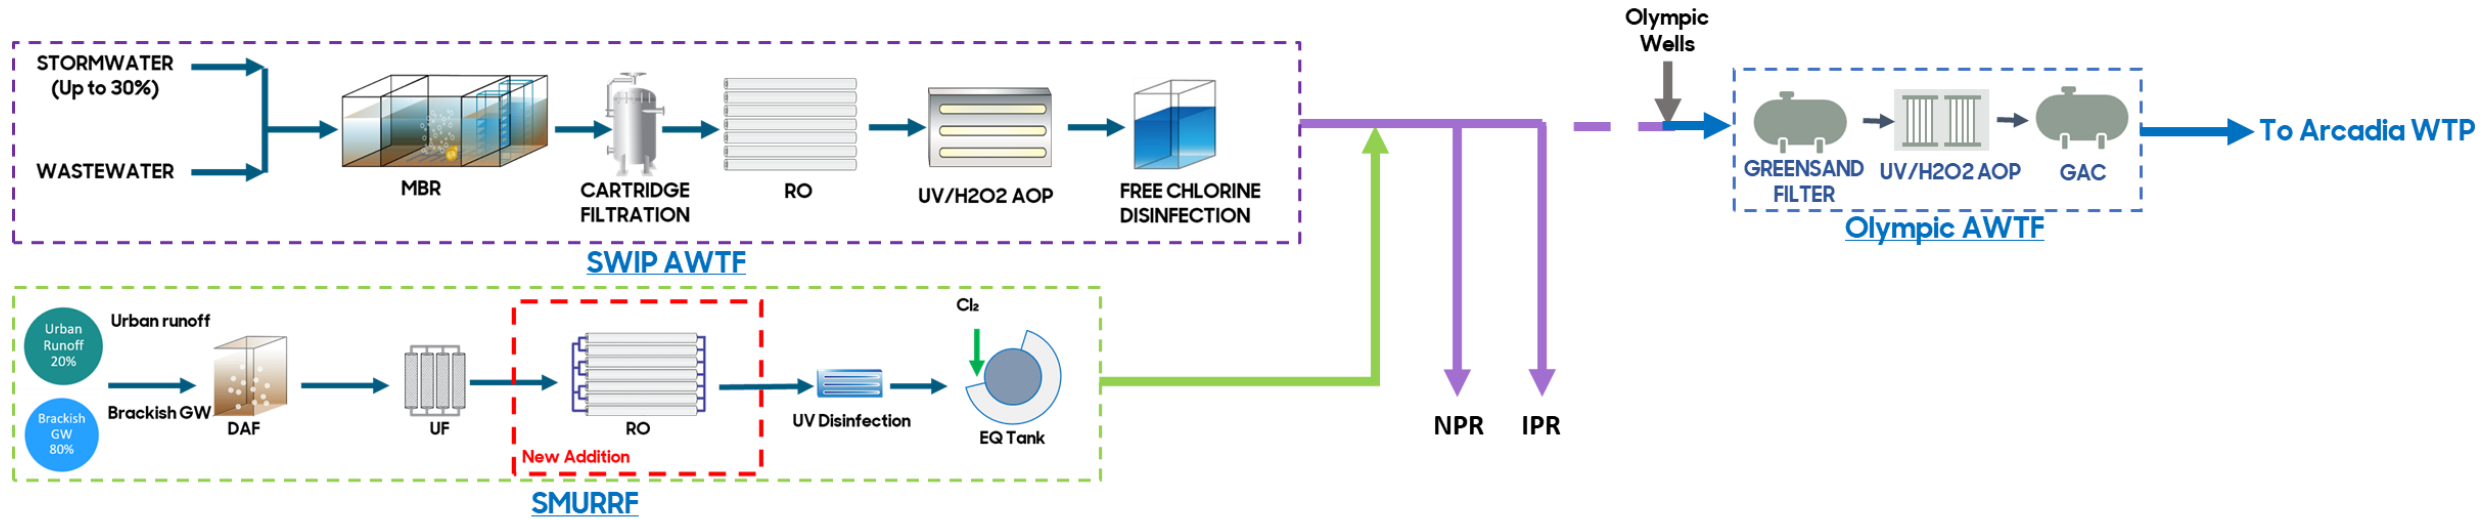 STORMWATER
(Up to 30%)
WASTEWATER
MBR
CARTRIDGE
FILTRATION
RO
UV/H2O2 AOP
FREE CHLORINE
DISINFECTION
SWIP AWTF
Olympic
Wells
GREENSAND
FILTER
UV/H2O2 AOP
GAC
Olympic AWTF
To Arcadia WTP
Urban
Runoff
20%
Urban runoff
Brackish GW
Brackish
GW
80%
DAF
UF
RO
New Addition
UV Disinfection
Cl₂
EQ Tank
SMURRF
NPR
IPR